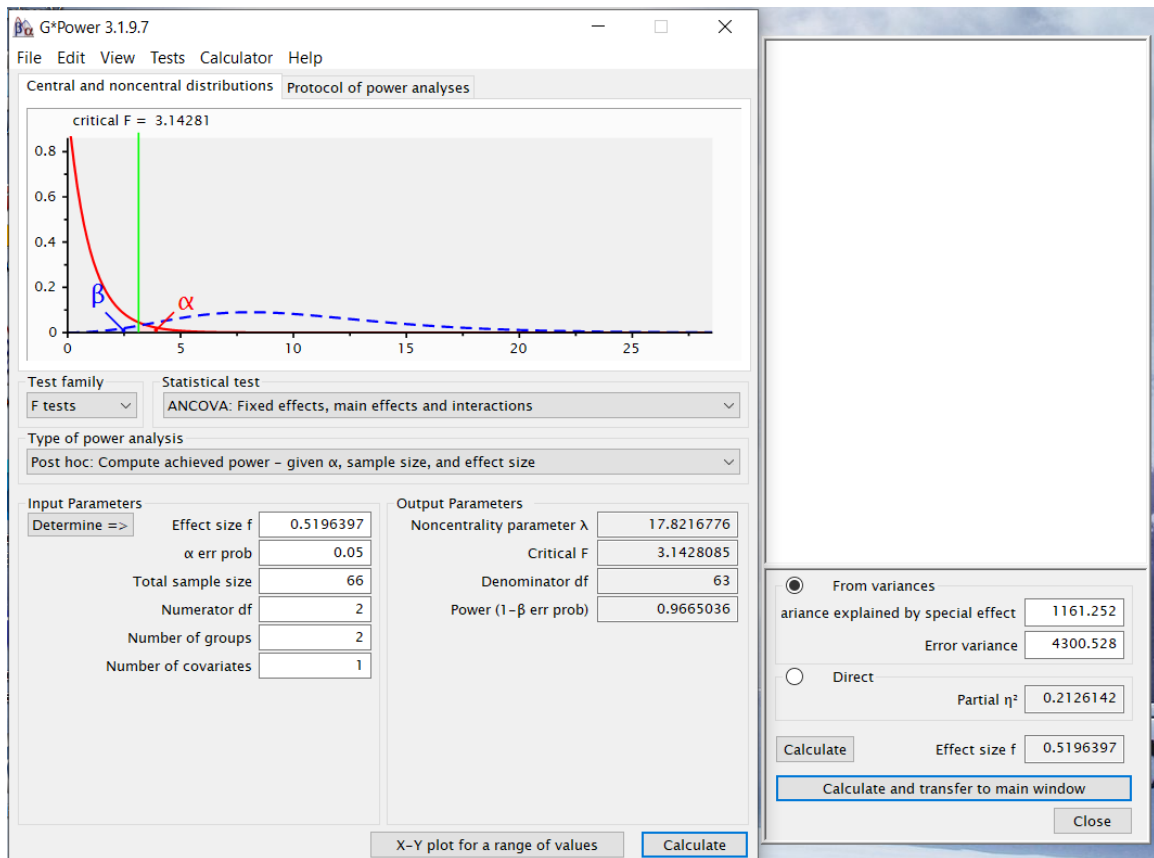 G*Power 3.1.9.7
File Edit View Tests Calculator Help
Central and noncentral distributions Protocol of power analyses
critical F = 3.14281
0.8
0.6
0.4
0.2
0
β α
0 5 10 15 20 25
Test family Statistical test
F tests ANCOVA: Fixed effects, main effects and interactions
Type of power analysis
Post hoc: Compute achieved power – given α, sample size, and effect size
Input Parameters Output Parameters
Determine => Effect size f 0.5196397 Noncentrality parameter λ 17.8216776
α err prob 0.05 Critical F 3.1428085
Total sample size 66 Denominator df 63
Numerator df 2 Power (1-β err prob) 0.9665036
Number of groups 2
Number of covariates 1
X-Y plot for a range of values Calculate
From variances
ariance explained by special effect 1161.252
Error variance 4300.528
Direct
Partial η² 0.2126142
Calculate Effect size f 0.5196397
Calculate and transfer to main window
Close